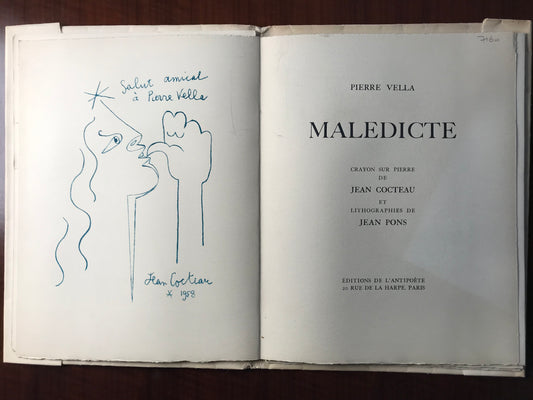 Salut amical
à Pierre Vella
Jean Cocteau
1958
PIERRE VELLA
MALEDICTE
CRAYON SUR PIERRE
DE
JEAN COCTEAU
ET
LITHOGRAPHIES DE
JEAN PONS
ÉDITIONS DE L'ANTIPOÈTE
20 RUE DE LA HARPE, PARIS